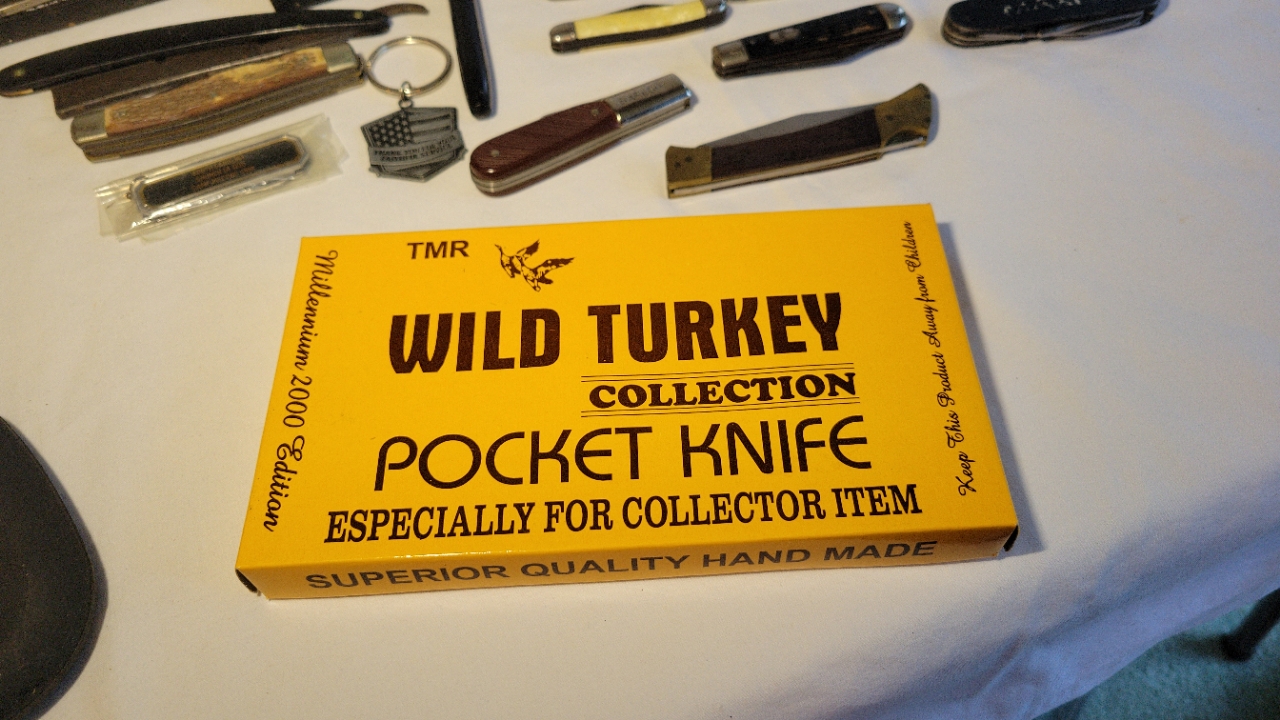 TMR
WILD TURKEY
COLLECTION
POCKET KNIFE
ESPECIALLY FOR COLLECTOR ITEM
SUPERIOR QUALITY HAND MADE
Millennium 2000 Edition
Keep This Product Away from Children